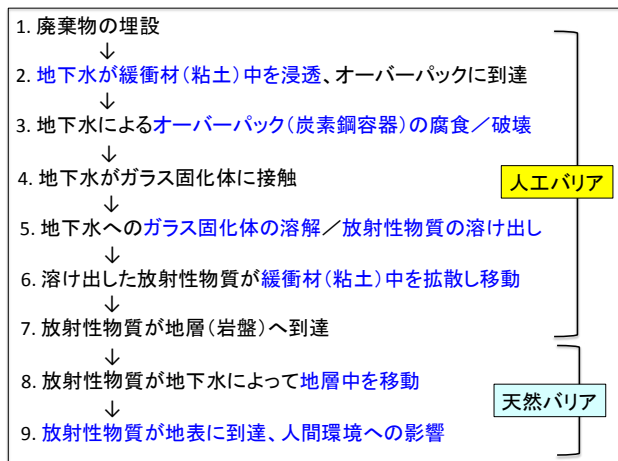 1. 廃棄物の埋設
↓
2. 地下水が緩衝材(粘土)中を浸透、オーバーパックに到達
↓
3. 地下水によるオーバーパック(炭素鋼容器)の腐食／破壊
↓
4. 地下水がガラス固化体に接触
↓
5. 地下水へのガラス固化体の溶解／放射性物質の溶け出し
↓
6. 溶け出した放射性物質が緩衝材(粘土)中を拡散し移動
↓
7. 放射性物質が地層(岩盤)へ到達
↓
8. 放射性物質が地下水によって地層中を移動
↓
9. 放射性物質が地表に到達、人間環境への影響
人工バリア
天然バリア